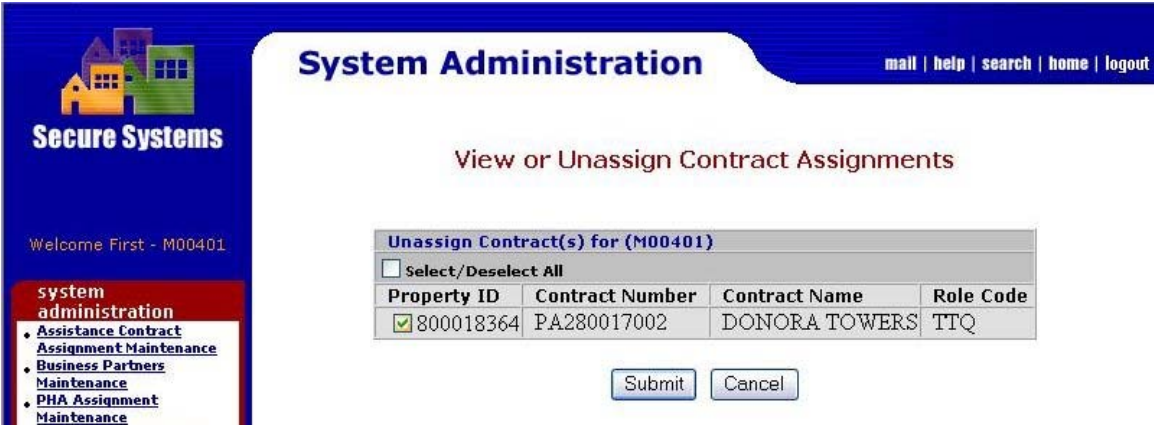 System Administration
mail | help | search | home | logout
Secure Systems
View or Unassign Contract Assignments
Welcome First - M00401
system
administration
Assistance Contract
Assignment Maintenance
Business Partners
Maintenance
PHA Assignment
Maintenance
Unassign Contract(s) for (M00401)
Select/Deselect All
Property ID Contract Number Contract Name Role Code
800018364 PA280017002 DONORA TOWERS TTQ
Submit Cancel